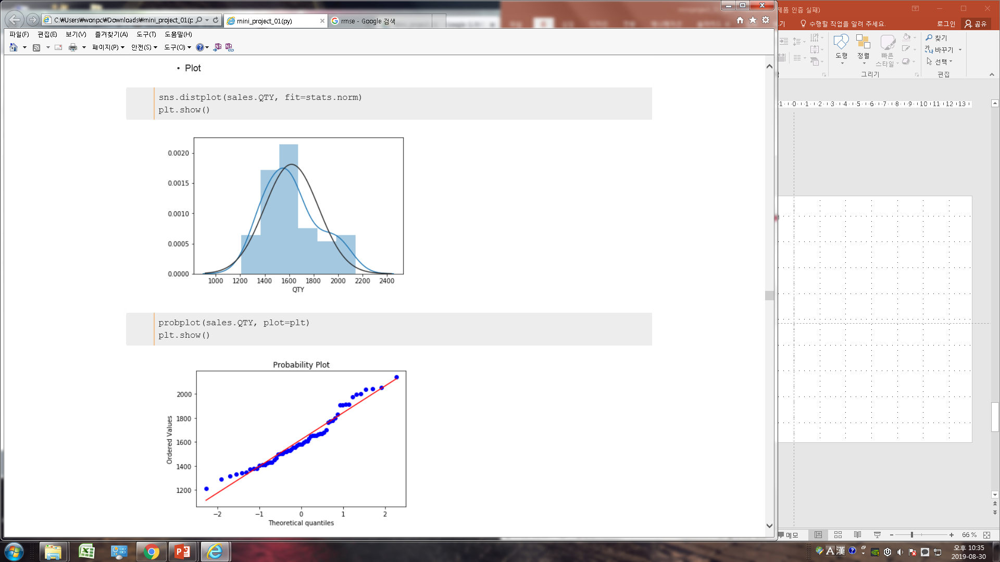 C:₩Users₩wonpc₩Downloads₩mini_project_01(p
mini_project_01(py)
rmse - Google 검색
파일(F) 편집(E) 보기(V) 즐겨찾기(A) 도구(T) 도움말(H)
페이지(P) 안전(S) 도구(O)
• Plot
sns.distplot(sales.QTY, fit=stats.norm)
plt.show()
0.0020
0.0015
0.0010
0.0005
0.0000
1000 1200 1400 1600 1800 2000 2200 2400
QTY
probplot(sales.QTY, plot=plt)
plt.show()
Probability Plot
Ordered Values
2000
1800
1600
1400
1200
−2 −1 0 1 2
Theoretical quantiles
제품 인증 실패)
수행할 작업을 알려 주세요.
로그인 공유
도형 정렬 빠른
스타일
그리기
찾기
바꾸기
선택
편집
1 0 1 2 3 4 5 6 7 8 9 10 11 12 13
메모
66 %
A 漢
오후 10:35
2019-08-30